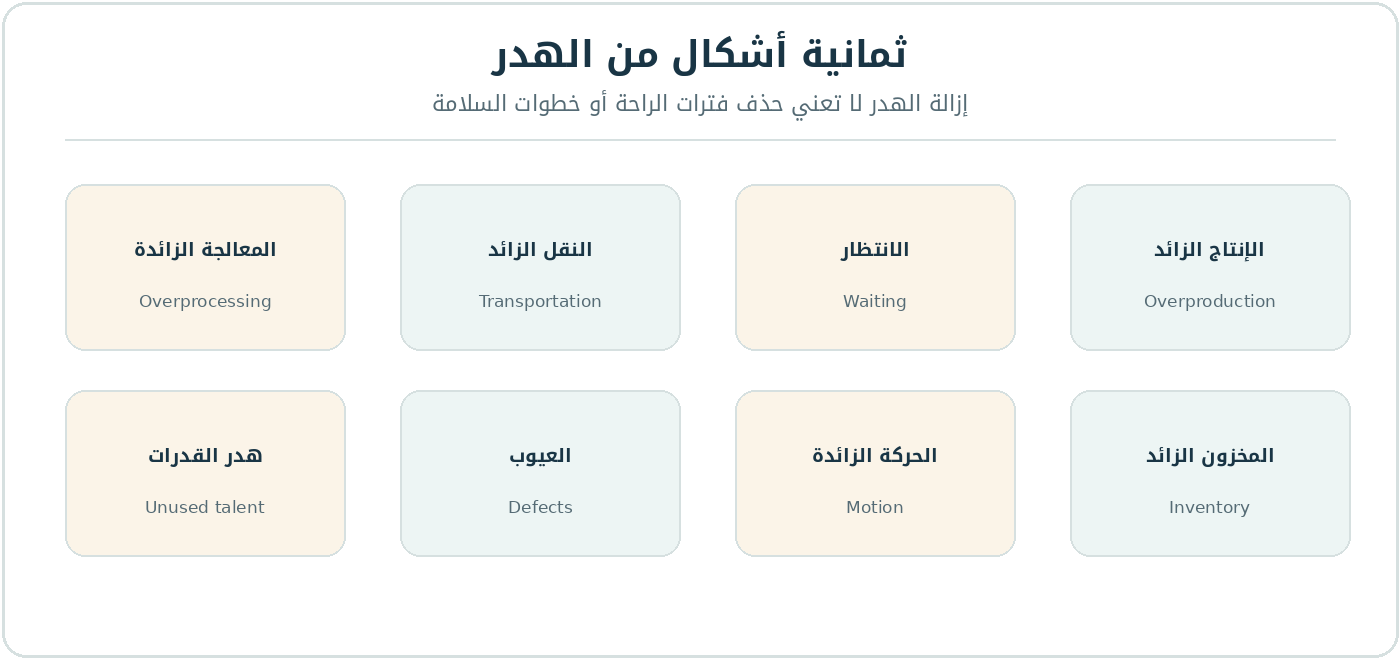 ثمانية أشكال من الهدر
إزالة الهدر لا تعني حذف فترات الراحة أو خطوات السلامة
الإنتاج الزائد
Overproduction
الانتظار
Waiting
النقل الزائد
Transportation
المعالجة الزائدة
Overprocessing
المخزون الزائد
Inventory
الحركة الزائدة
Motion
العيوب
Defects
هدر القدرات
Unused talent